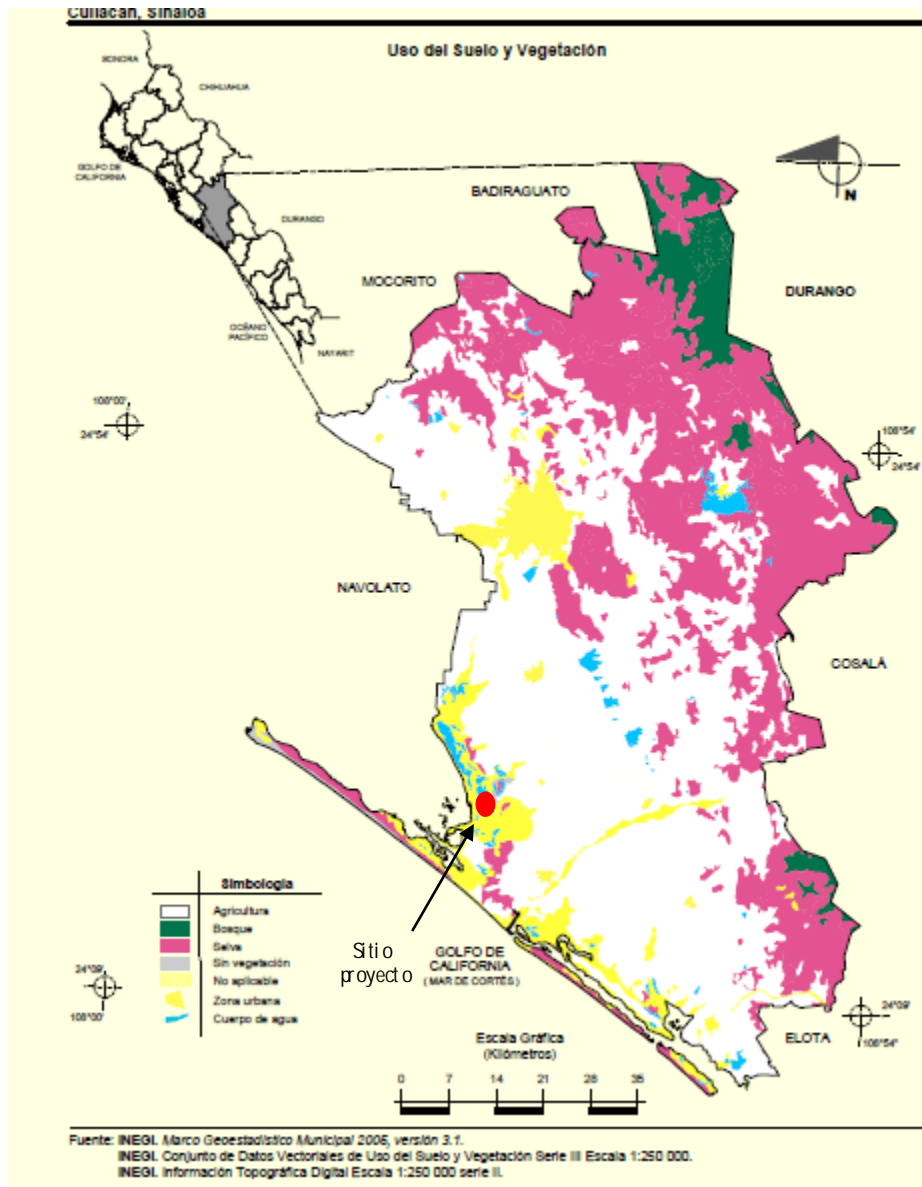 Culiacán, Sinaloa
Uso del Suelo y Vegetación
SONORA
CHIHUAHUA
GOLFO DE
CALIFORNIA
DURANGO
OCÉANO
PACÍFICO
NAYARIT
BADIRAGUATO
N
MOCORITO
DURANGO
108°00'
24°54'
106°54'
24°54'
NAVOLATO
COSALÁ
Simbología
Agricultura
Bosque
Selva
Sin vegetación
No aplicable
Zona urbana
Cuerpo de agua
Sitio
proyecto
GOLFO DE
CALIFORNIA
( MAR DE CORTÉS )
24°09'
108°00'
24°09'
106°54'
ELOTA
Escala Gráfica
(Kilómetros)
0 7 14 21 28 35
Fuente: INEGI. Marco Geoestadístico Municipal 2005, versión 3.1.
INEGI. Conjunto de Datos Vectoriales de Uso del Suelo y Vegetación Serie III Escala 1:250 000.
INEGI. Información Topográfica Digital Escala 1:250 000 serie II.